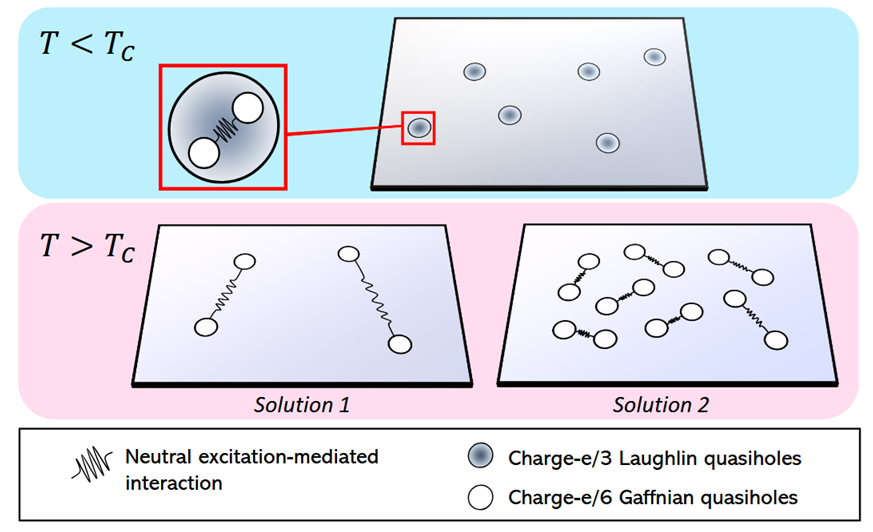 T < T_C
T > T_C
Solution 1
Solution 2
Neutral excitation-mediated
interaction
Charge-e/3 Laughlin quasiholes
Charge-e/6 Gaffnian quasiholes